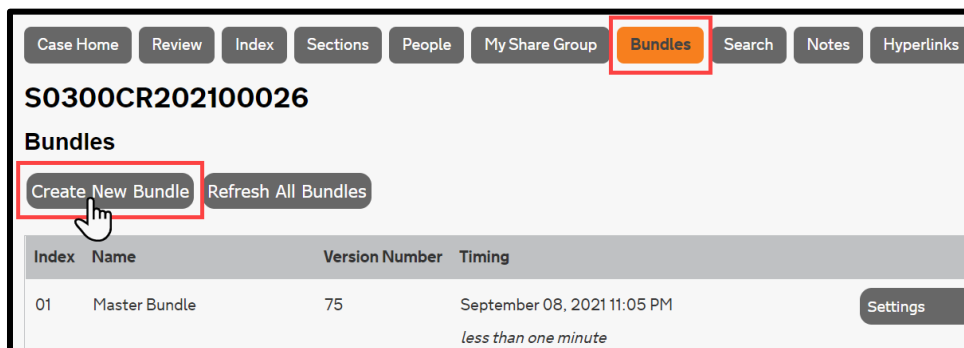 Case Home Review Index Sections People My Share Group Bundles Search Notes Hyperlinks
S0300CR202100026
Bundles
Create New Bundle Refresh All Bundles
Index Name Version Number Timing
01 Master Bundle 75 September 08, 2021 11:05 PM Settings
less than one minute